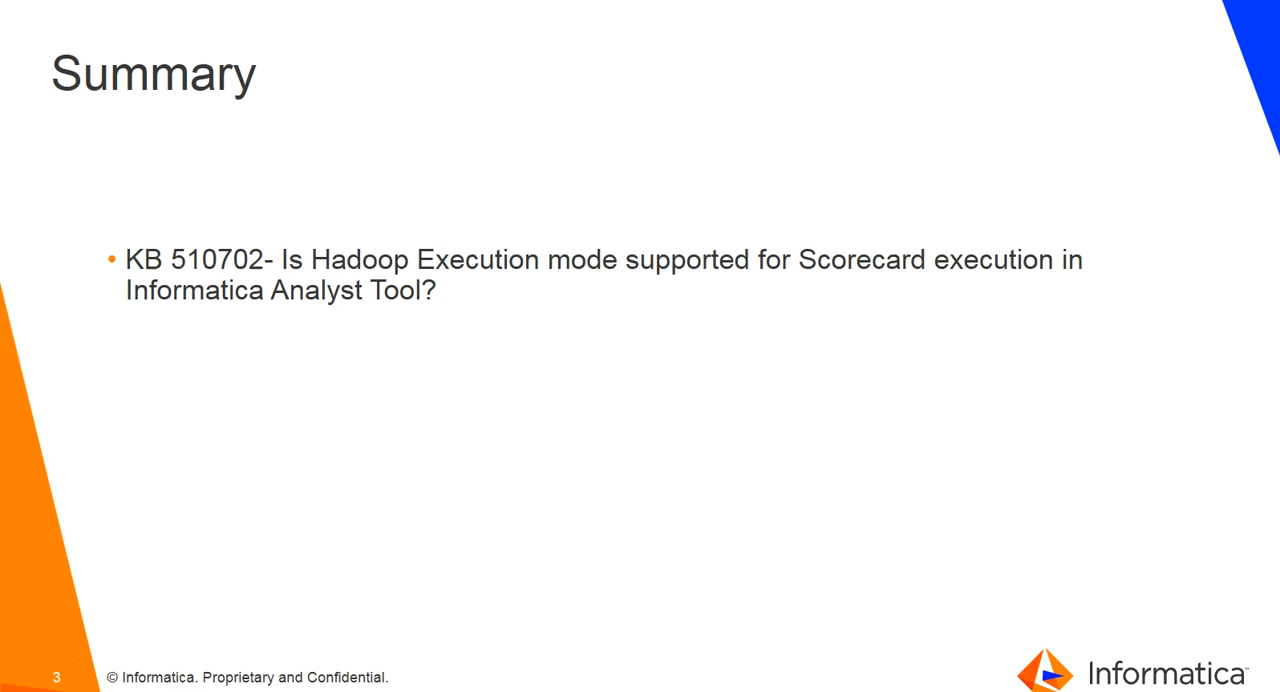 Summary
• KB 510702- Is Hadoop Execution mode supported for Scorecard execution in
Informatica Analyst Tool?
3 © Informatica. Proprietary and Confidential.
Informatica™